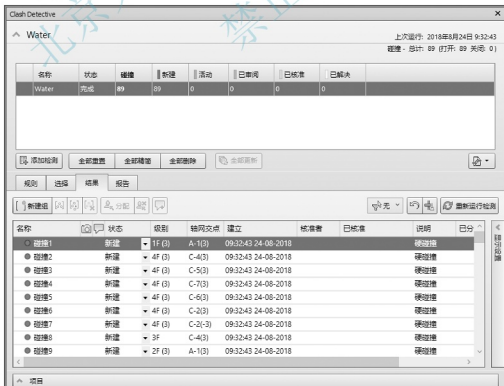 Clash Detective
Water
上次运行: 2018年8月24日 9:32:43
碰撞 - 总计: 89 (打开: 89 关闭: 0)
名称 状态 碰撞 新建 活动 已审阅 已核准 已解决
Water 完成 89 89 0 0 0 0
添加检测 全部重置 全部精简 全部删除 全部更新
规则 选择 结果 报告
新建组 分配 无 重新运行检测
名称 状态 级别 轴网交点 建立 核准者 已核准 说明 已分
碰撞1 新建 1F (3) A-1(3) 09:32:43 24-08-2018 硬碰撞
碰撞2 新建 4F (3) C-4(3) 09:32:43 24-08-2018 硬碰撞
碰撞3 新建 4F (3) C-5(3) 09:32:43 24-08-2018 硬碰撞
碰撞4 新建 4F (3) C-7(3) 09:32:43 24-08-2018 硬碰撞
碰撞5 新建 4F (3) C-6(3) 09:32:43 24-08-2018 硬碰撞
碰撞6 新建 4F (3) C-2(3) 09:32:43 24-08-2018 硬碰撞
碰撞7 新建 4F (3) C-2(-3) 09:32:43 24-08-2018 硬碰撞
碰撞8 新建 3F C-4(3) 09:32:43 24-08-2018 硬碰撞
碰撞9 新建 2F (3) A-1(3) 09:32:43 24-08-2018 硬碰撞
显示设置
项目